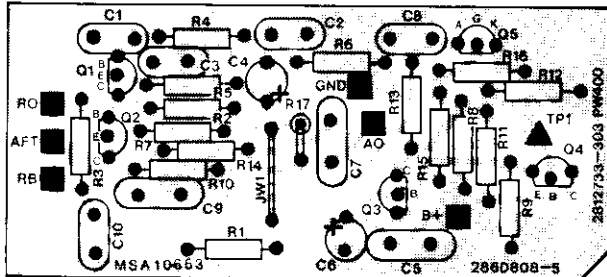 C1
R4
C2
C8
A G K
Q5
C3
C4
R6
R16
Q1
B
E
C
R5
GND
R13
R12
RO
R2
R17
TP1
Q2
B
E
C
AO
R8
R11
AFT
R7
R14
R15
Q4
RB
R3
R10
JW1
C7
C
B
E B C
C9
Q3
B+
R9
C10
R1
C6
C5
MSA10663
2860808-5
2812733-303 PW400